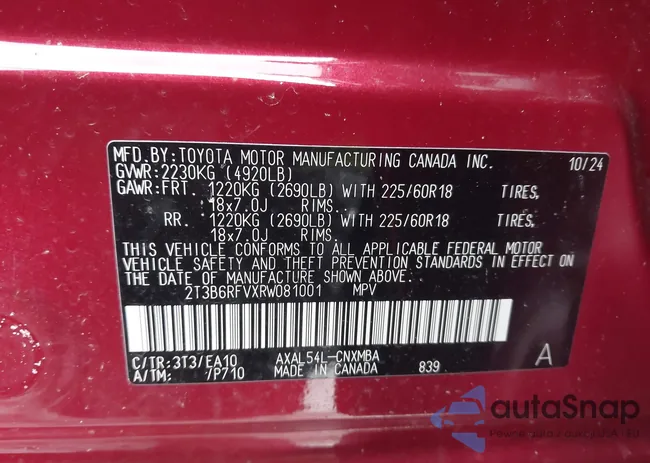 MFD.BY:TOYOTA MOTOR MANUFACTURING CANADA INC. 10/24
GVWR:2230KG (4920LB)
GAWR:FRT. 1220KG (2690LB) WITH 225/60R18 TIRES,
18x7.0J RIMS.
RR. 1220KG (2690LB) WITH 225/60R18 TIRES,
18x7.0J RIMS.
THIS VEHICLE CONFORMS TO ALL APPLICABLE FEDERAL MOTOR
VEHICLE SAFETY AND THEFT PREVENTION STANDARDS IN EFFECT ON
THE DATE OF MANUFACTURE SHOWN ABOVE.
2T3B6RFVXRW081001 MPV
C/TR:3T3/EA10 AXAL54L-CNXMBA A
A/TM: /P710 MADE IN CANADA 839
autoSnap